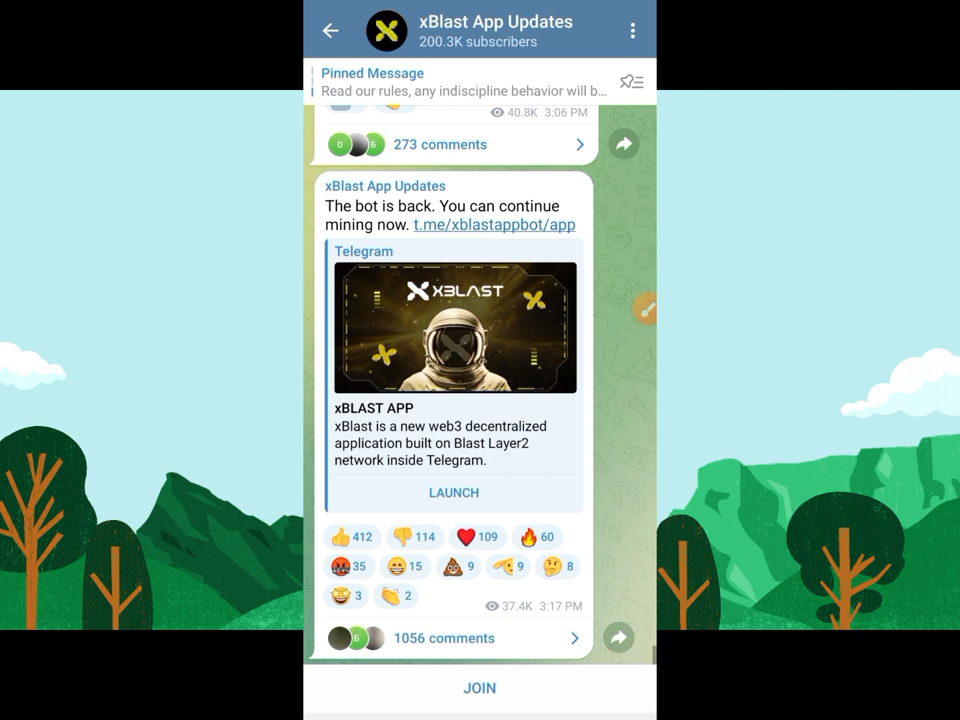 xBlast App Updates
200.3K subscribers
Pinned Message
Read our rules, any indiscipline behavior will b...
40.8K 3:06 PM
D Б 273 comments
xBlast App Updates
The bot is back. You can continue
mining now. t.me/xblastappbot/app
Telegram
XBLAST
xBLAST APP
xBlast is a new web3 decentralized
application built on Blast Layer2
network inside Telegram.
LAUNCH
412 114 109 60
35 15 9 9 8
3 2
37.4K 3:17 PM
Б 1056 comments
JOIN